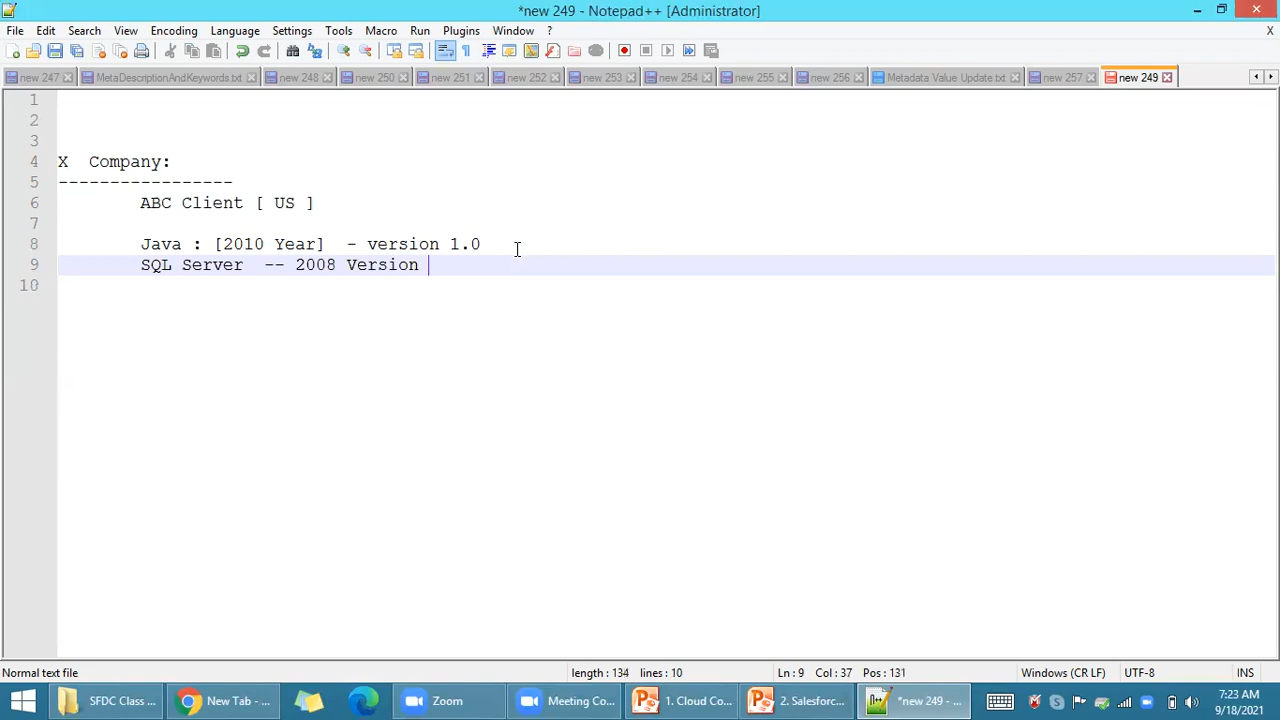 *new 249 - Notepad++ [Administrator]
File Edit Search View Encoding Language Settings Tools Macro Run Plugins Window ? X
new 247 MetaDescriptionAndKeywords.txt new 248 new 250 new 251 new 252 new 253 new 254 new 255 new 256 Metadata Value Update.txt new 257 new 249
1
2
3
4 X  Company:
5 -----------------
6 ABC Client [ US ]
7
8 Java : [2010 Year]  - version 1.0
9 SQL Server  -- 2008 Version
10
Normal text file length : 134 lines : 10 Ln : 9 Col : 37 Pos : 131 Windows (CR LF) UTF-8 INS
SFDC Class ... New Tab - ... Zoom Meeting Co... 1. Cloud Co... 2. Salesforc... *new 249 - ... 7:23 AM
9/18/2021